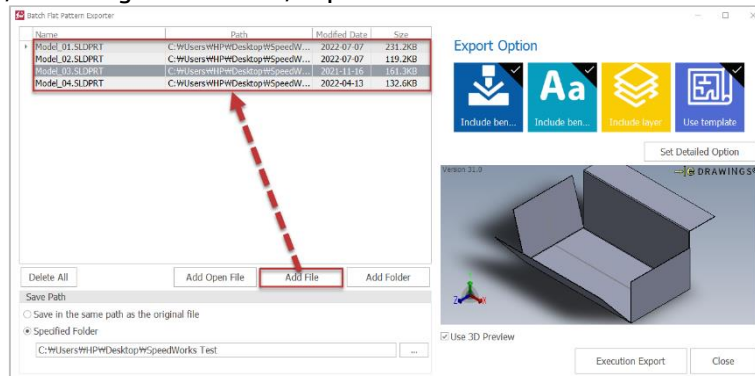 Batch Flat Pattern Exporter
Name Path Modified Date Size
Model_01.SLDPRT C:₩Users₩HP₩Desktop₩SpeedW... 2022-07-07 231.2KB
Model_02.SLDPRT C:₩Users₩HP₩Desktop₩SpeedW... 2022-07-07 119.2KB
Model_03.SLDPRT C:₩Users₩HP₩Desktop₩SpeedW... 2021-11-16 161.3KB
Model_04.SLDPRT C:₩Users₩HP₩Desktop₩SpeedW... 2022-04-13 132.6KB
Delete All Add Open File Add File Add Folder
Save Path
Save in the same path as the original file
Specified Folder
C:₩Users₩HP₩Desktop₩SpeedWorks Test ...
Export Option
Aa
Include ben... Include ben... Include layer Use template
Set Detailed Option
Version 31.0 DRAWINGS®
Z X
Use 3D Preview
Execution Export Close